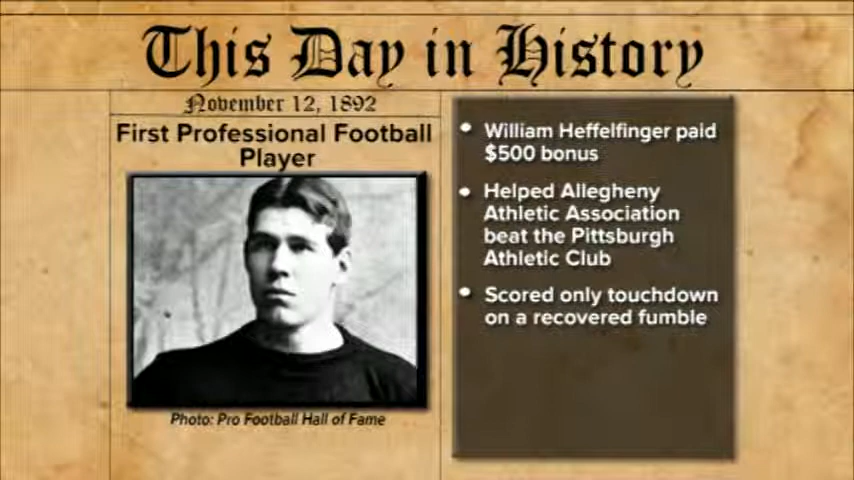 This Day in History
November 12, 1892
First Professional Football
Player
Photo: Pro Football Hall of Fame
• William Heffelfinger paid
$500 bonus
• Helped Allegheny
Athletic Association
beat the Pittsburgh
Athletic Club
• Scored only touchdown
on a recovered fumble